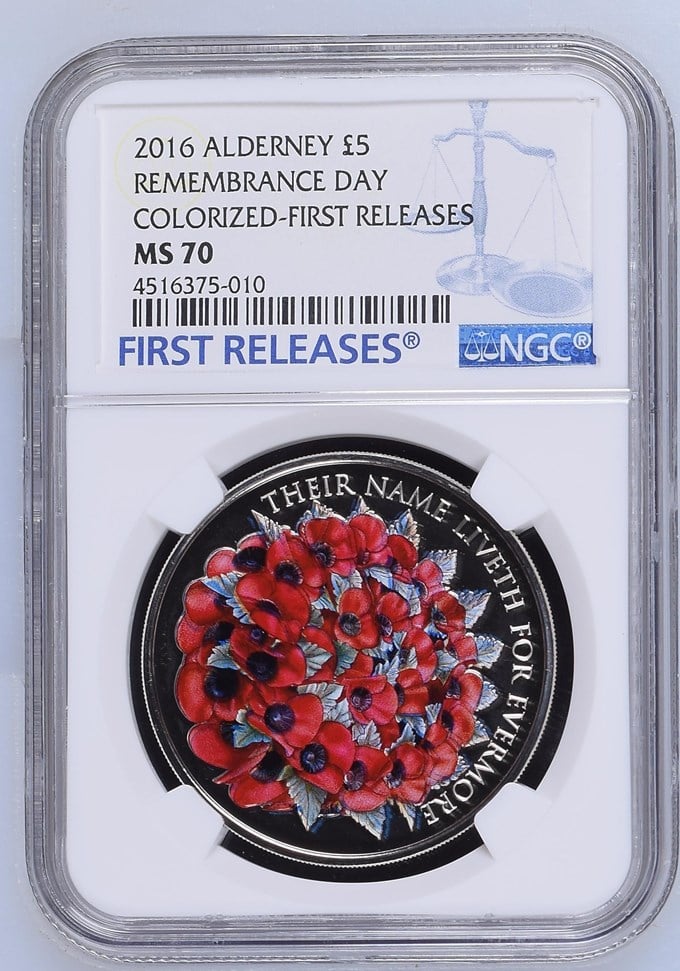 2016 ALDERNEY £5
REMEMBRANCE DAY
COLORIZED-FIRST RELEASES
MS 70
4516375-010
FIRST RELEASES®
NGC®
THEIR NAME LIVETH FOR EVERMORE